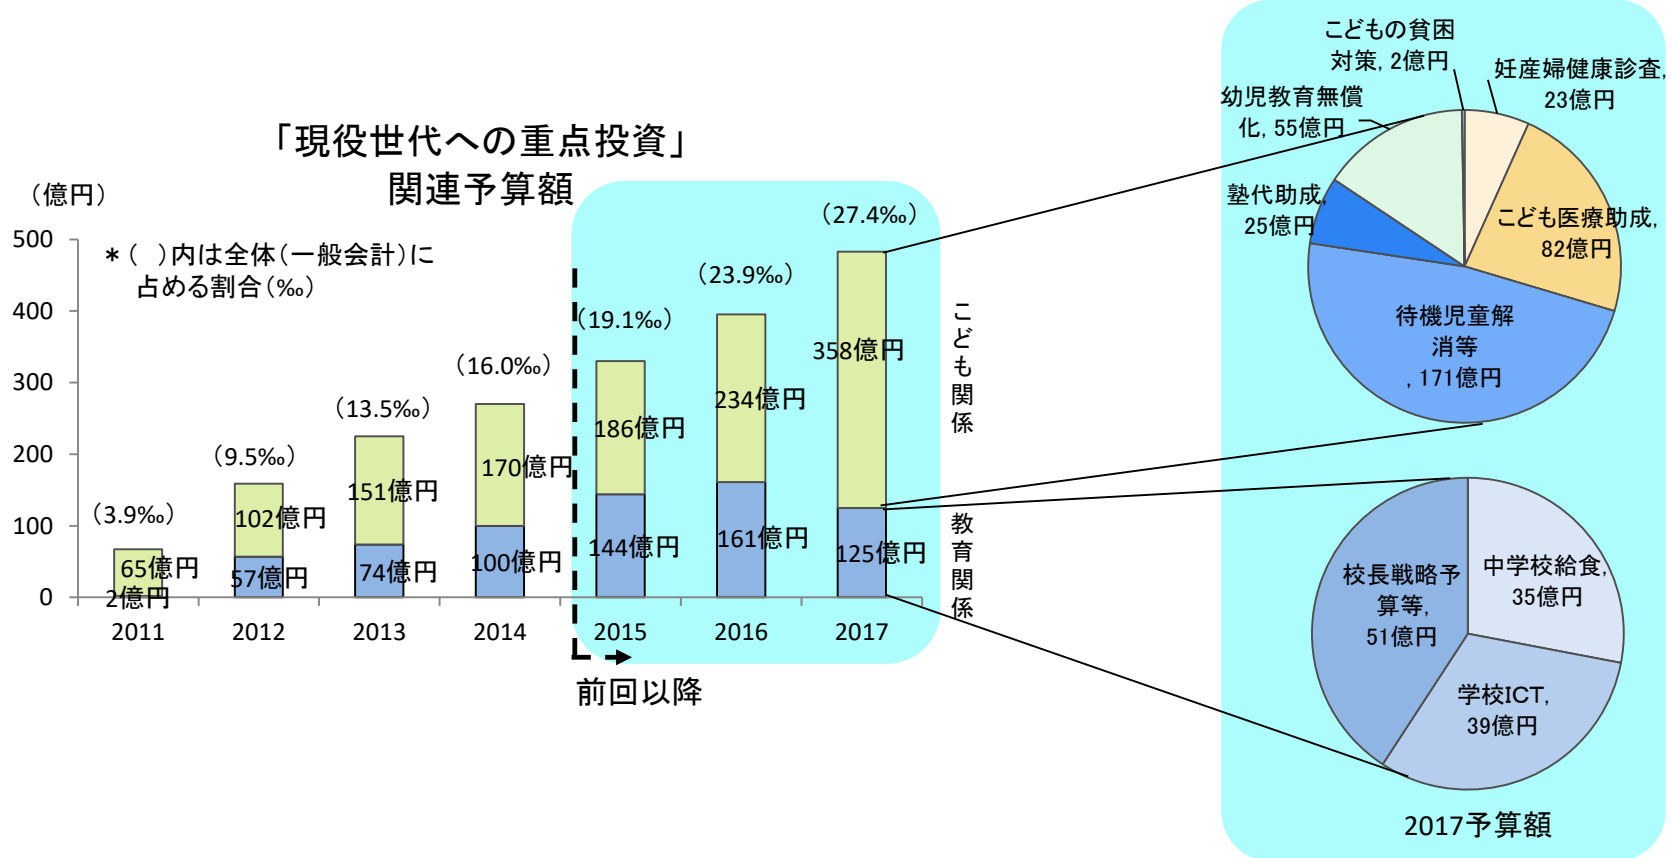 「現役世代への重点投資」
関連予算額
（億円）
＊（　）内は全体（一般会計）に
占める割合（‰）
500
400
300
200
100
0
（3.9‰）
（9.5‰）
（13.5‰）
（16.0‰）
（19.1‰）
（23.9‰）
（27.4‰）
65億円
2億円
102億円
57億円
151億円
74億円
170億円
100億円
186億円
144億円
234億円
161億円
358億円
125億円
2011
2012
2013
2014
2015
2016
2017
前回以降
こども関係
教育関係
こどもの貧困
対策, 2億円
妊産婦健康診査,
23億円
幼児教育無償
化, 55億円
塾代助成,
25億円
こども医療助成,
82億円
待機児童解
消等
, 171億円
校長戦略予
算等,
51億円
中学校給食,
35億円
学校ICT,
39億円
2017予算額